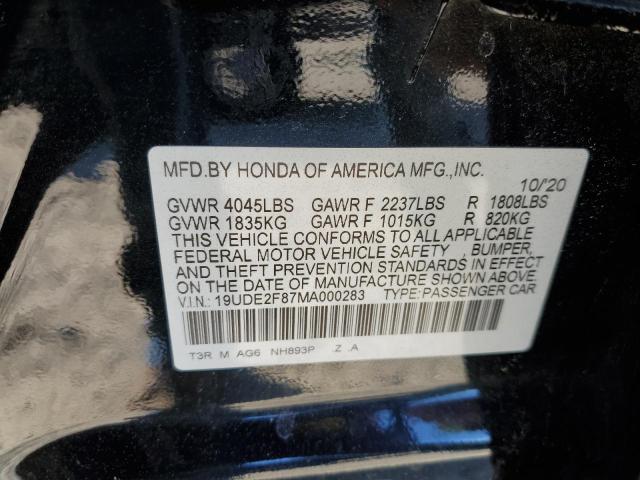 MFD.BY HONDA OF AMERICA MFG.,INC.
10/'20
GVWR 4045LBS GAWR F 2237LBS R 1808LBS
GVWR 1835KG GAWR F 1015KG R 820KG
THIS VEHICLE CONFORMS TO ALL APPLICABLE
FEDERAL MOTOR VEHICLE SAFETY , BUMPER,
AND THEFT PREVENTION STANDARDS IN EFFECT
ON THE DATE OF MANUFACTURE SHOWN ABOVE.
V.I.N.: 19UDE2F87MA000283 TYPE:PASSENGER CAR
T3R M AG6 NH893P .Z .A